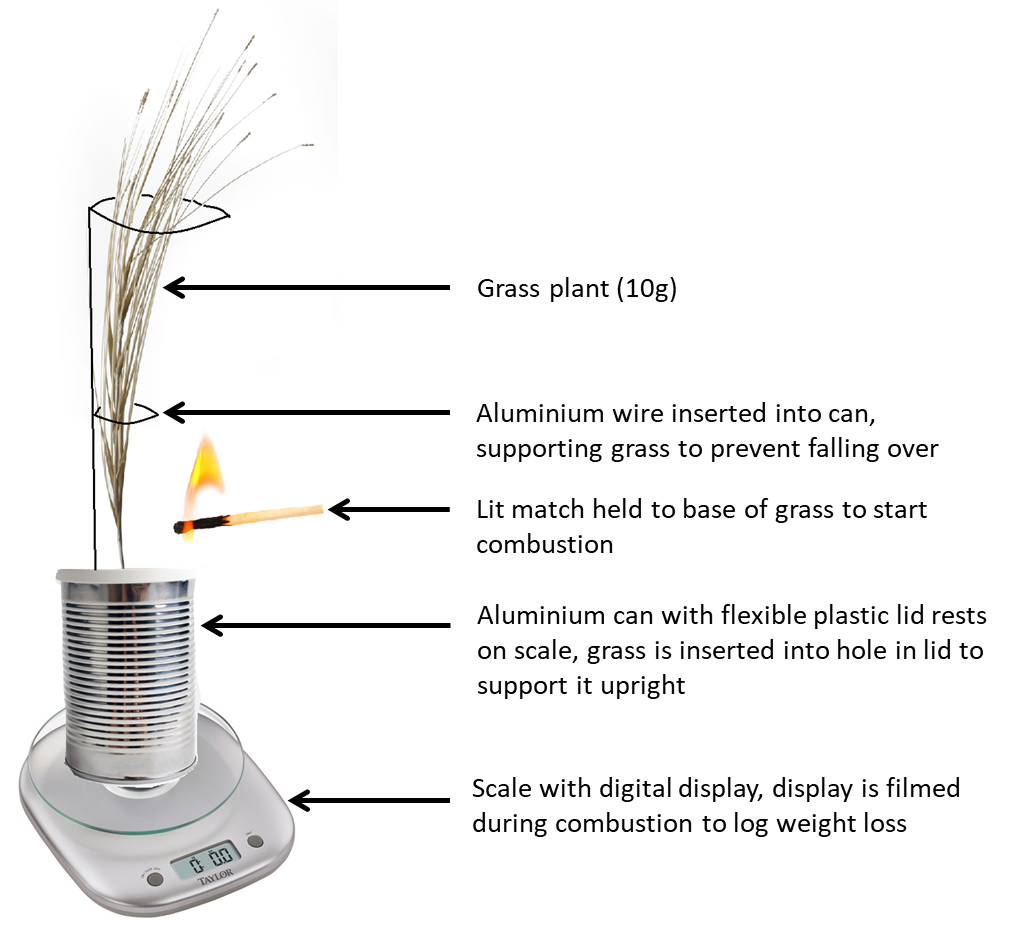 Grass plant (10g)
Aluminium wire inserted into can,
supporting grass to prevent falling over
Lit match held to base of grass to start
combustion
Aluminium can with flexible plastic lid rests
on scale, grass is inserted into hole in lid to
support it upright
Scale with digital display, display is filmed
during combustion to log weight loss
0: 0.0
TAYLOR